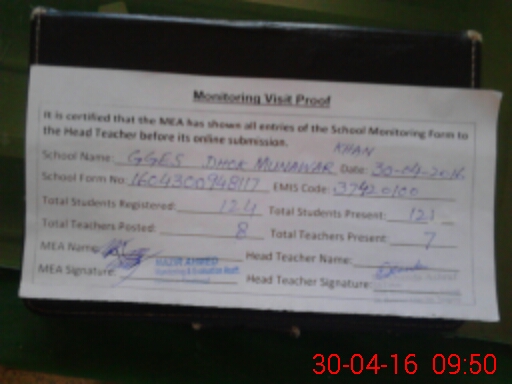 Monitoring Visit Proof
It is certified that the MEA has shown all entries of the School Monitoring Form to
the Head Teacher before its online submission.
KHAN
School Name: GGES DHOK MUNAWAR Date: 30-04-2016
School Form No: EMIS Code: 37420100
Total Students Registered: 124 Total Students Present: 121
Total Teachers Posted: 8 Total Teachers Present: 7
MEA Name: Head Teacher Name:
MEA Signature: NAZIR AHMED Head Teacher Signature:
30-04-16 09:50